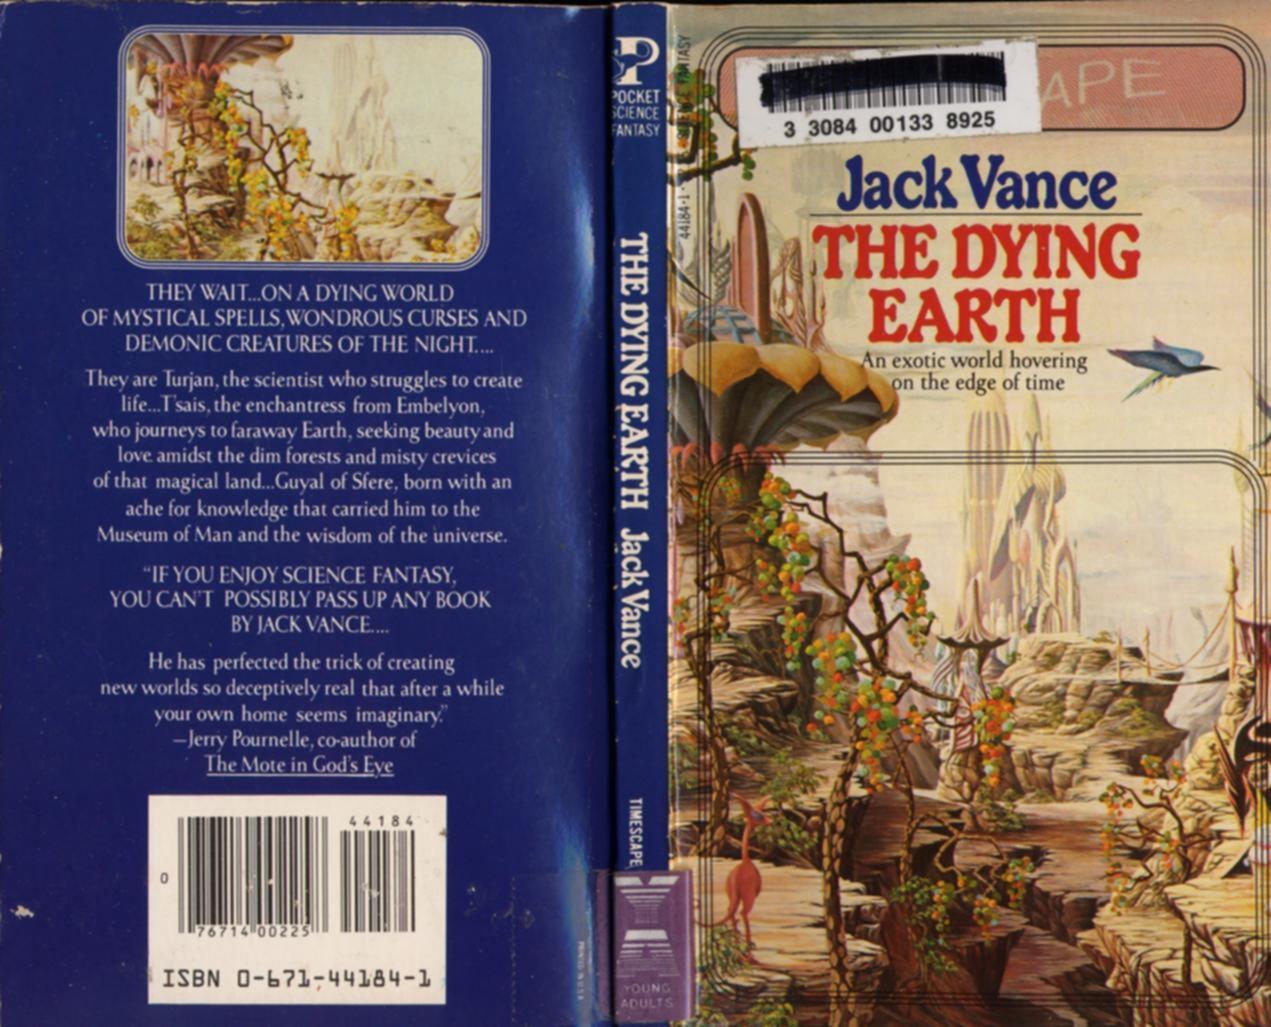 THEY WAIT...ON A DYING WORLD
OF MYSTICAL SPELLS, WONDROUS CURSES AND
DEMONIC CREATURES OF THE NIGHT....
They are Turjan, the scientist who struggles to create
life...T'sais, the enchantress from Embelyon,
who journeys to faraway Earth, seeking beauty and
love amidst the dim forests and misty crevices
of that magical land...Guyal of Sfere, born with an
ache for knowledge that carried him to the
Museum of Man and the wisdom of the universe.
"IF YOU ENJOY SCIENCE FANTASY,
YOU CAN'T POSSIBLY PASS UP ANY BOOK
BY JACK VANCE....
He has perfected the trick of creating
new worlds so deceptively real that after a while
your own home seems imaginary."
—Jerry Pournelle, co-author of
The Mote in God's Eye
44184
0
76714 00225
ISBN 0-671-44184-1
PRINTED IN U.S.A.
POCKET
SCIENCE
FANTASY
THE DYING EARTH Jack Vance
TIMESCAPE
YOUNG
ADULTS
44184-1
FANTASY
APE
3 3084 00133 8925
Jack Vance
THE DYING
EARTH
An exotic world hovering
on the edge of time